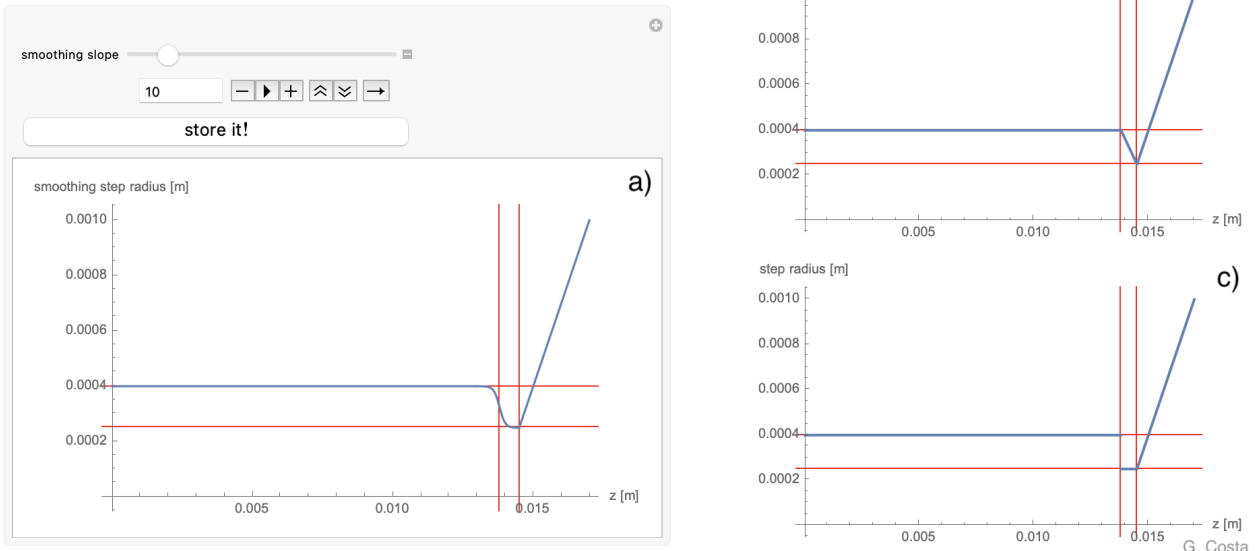 smoothing slope
10
store it!
smoothing step radius [m]
a)
0.0010
0.0008
0.0006
0.0004
0.0002
0.005 0.010 0.015
z [m]
0.0008
0.0006
0.0004
0.0002
0.005 0.010 0.015
z [m]
step radius [m]
c)
0.0010
0.0008
0.0006
0.0004
0.0002
0.005 0.010 0.015
z [m]
G. Costa